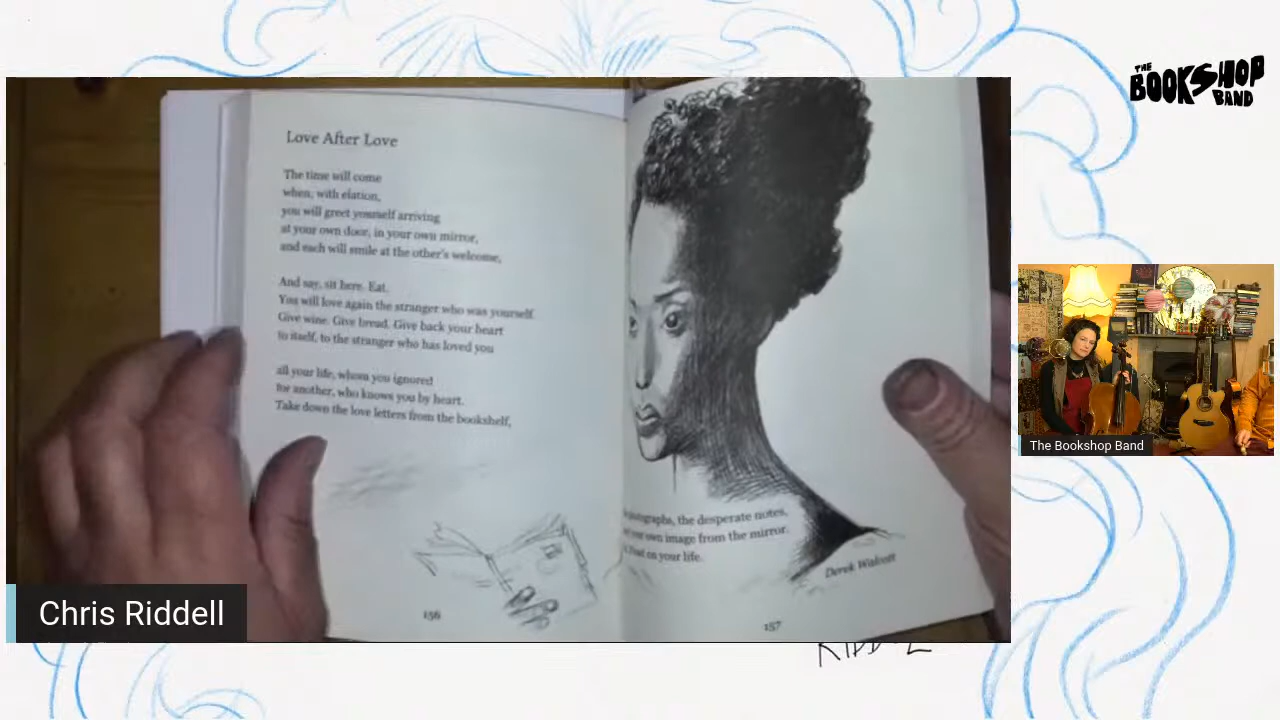 THE
BOOKSHOP
BAND
Love After Love
The time will come
when, with elation,
you will greet yourself arriving
at your own door, in your own mirror,
and each will smile at the other's welcome,
And say, sit here. Eat.
You will love again the stranger who was yourself.
Give wine. Give bread. Give back your heart
to itself, to the stranger who has loved you
all your life, whom you ignored
for another, who knows you by heart.
Take down the love letters from the bookshelf,
156
photographs, the desperate notes,
your own image from the mirror.
on your life.
Derek Walcott
157
Chris Riddell
The Bookshop Band